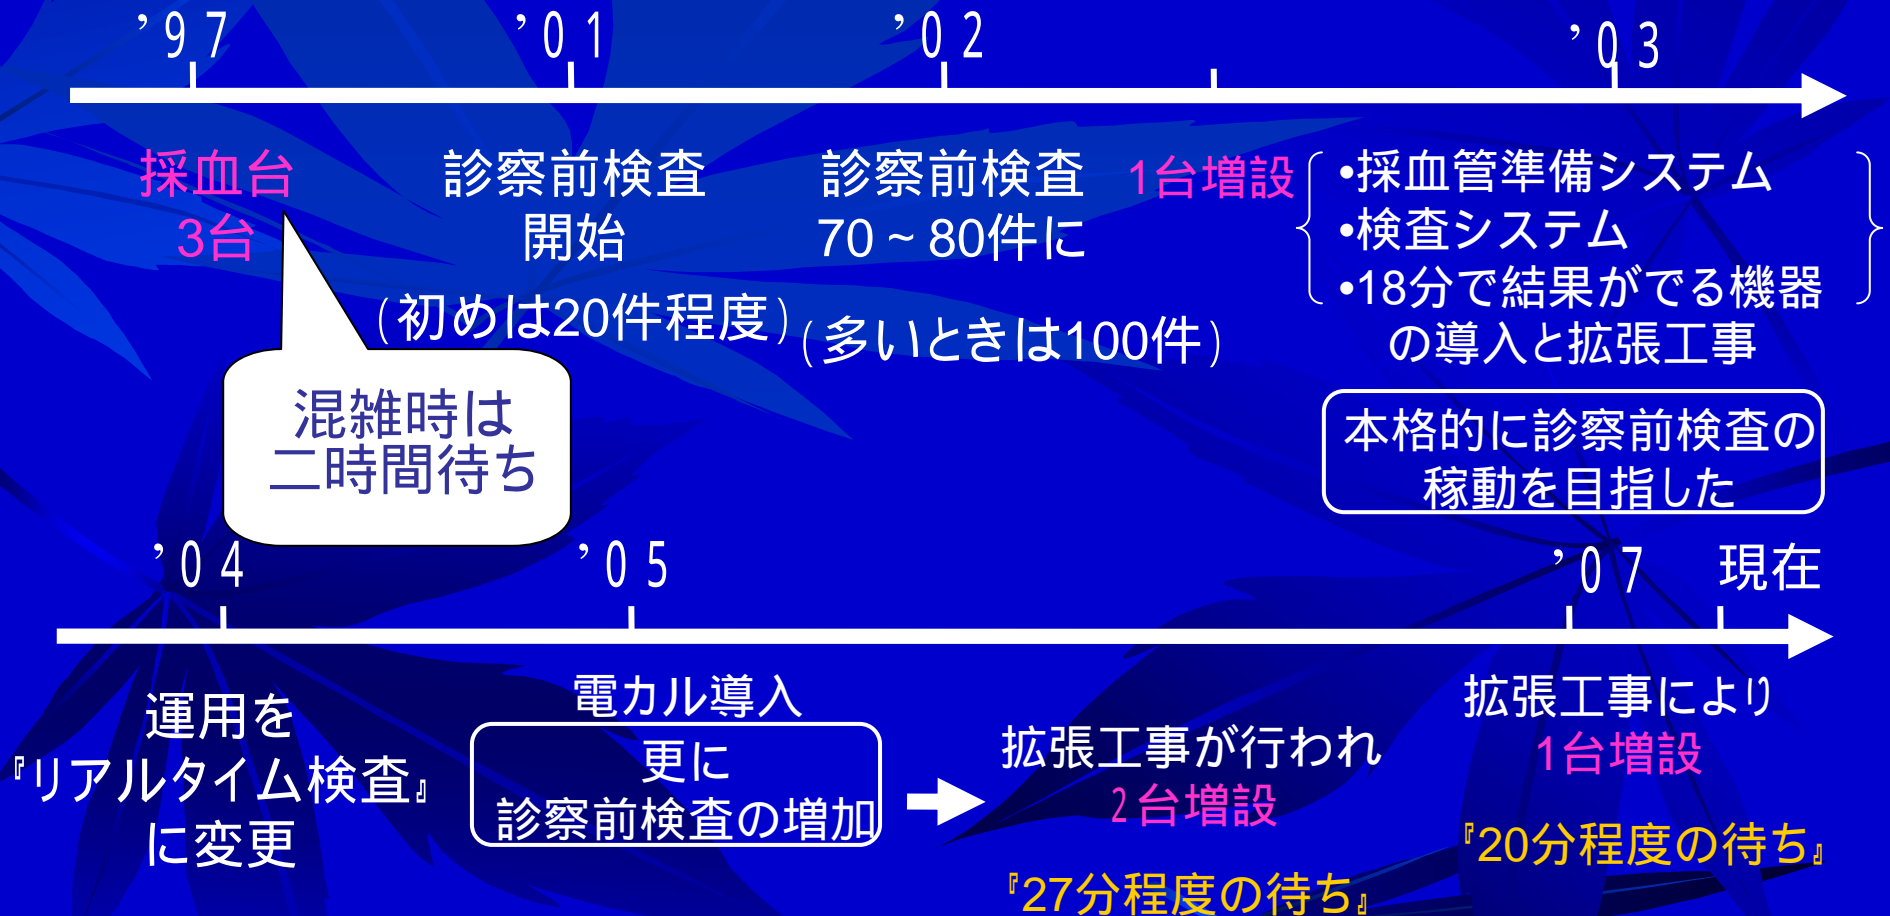 ’97
’01
’02
’03
採血台
3台
診察前検査
開始
(初めは20件程度)
診察前検査
70~80件に
(多いときは100件)
1台増設
•採血管準備システム
•検査システム
•18分で結果がでる機器
の導入と拡張工事
本格的に診察前検査の
稼動を目指した
混雑時は
二時間待ち
’04
’05
’07
現在
運用を
『リアルタイム検査』
に変更
電カル導入
更に
診察前検査の増加
拡張工事が行われ
2台増設
『27分程度の待ち』
拡張工事により
1台増設
『20分程度の待ち』